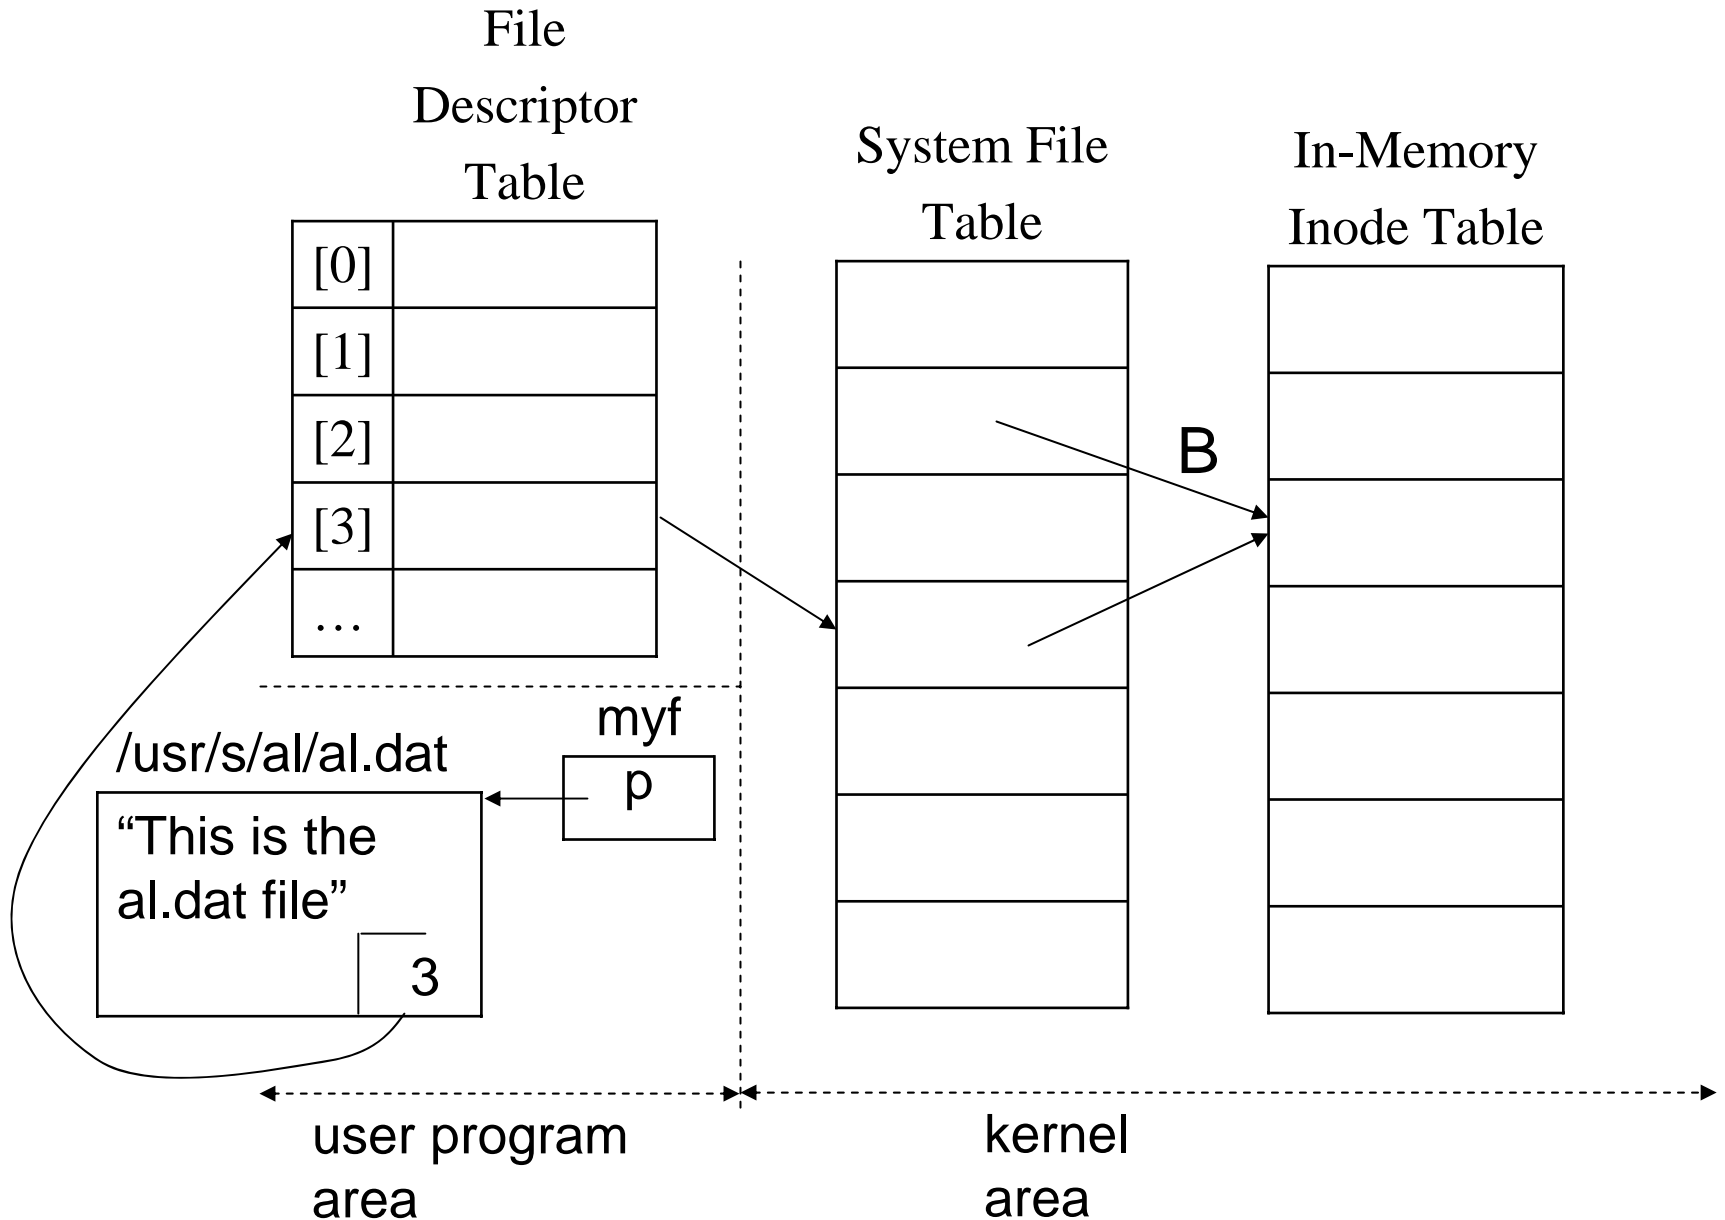 File
Descriptor
Table
System File
Table
In-Memory
Inode Table
[0]
[1]
[2]
[3]
…
B
myf
p
/usr/s/al/al.dat
“This is the
al.dat file”
3
user program
area
kernel
area